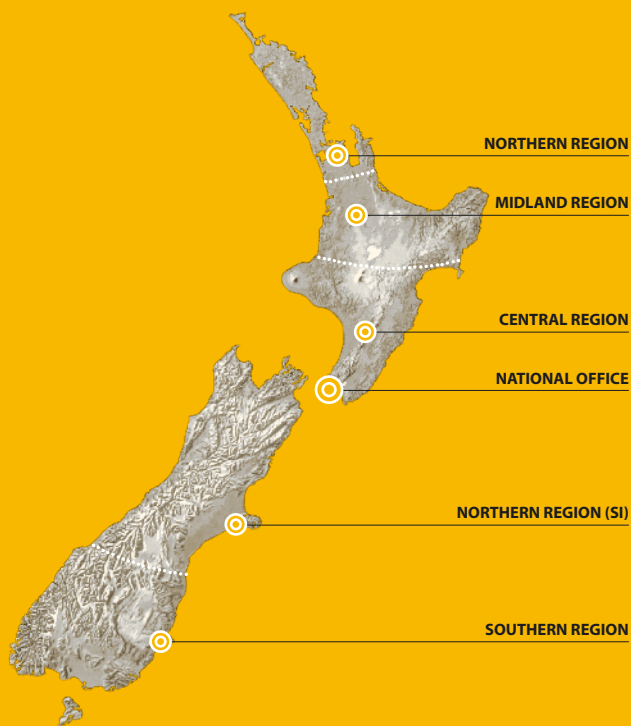 NORTHERN REGION
MIDLAND REGION
CENTRAL REGION
NATIONAL OFFICE
NORTHERN REGION (SI)
SOUTHERN REGION